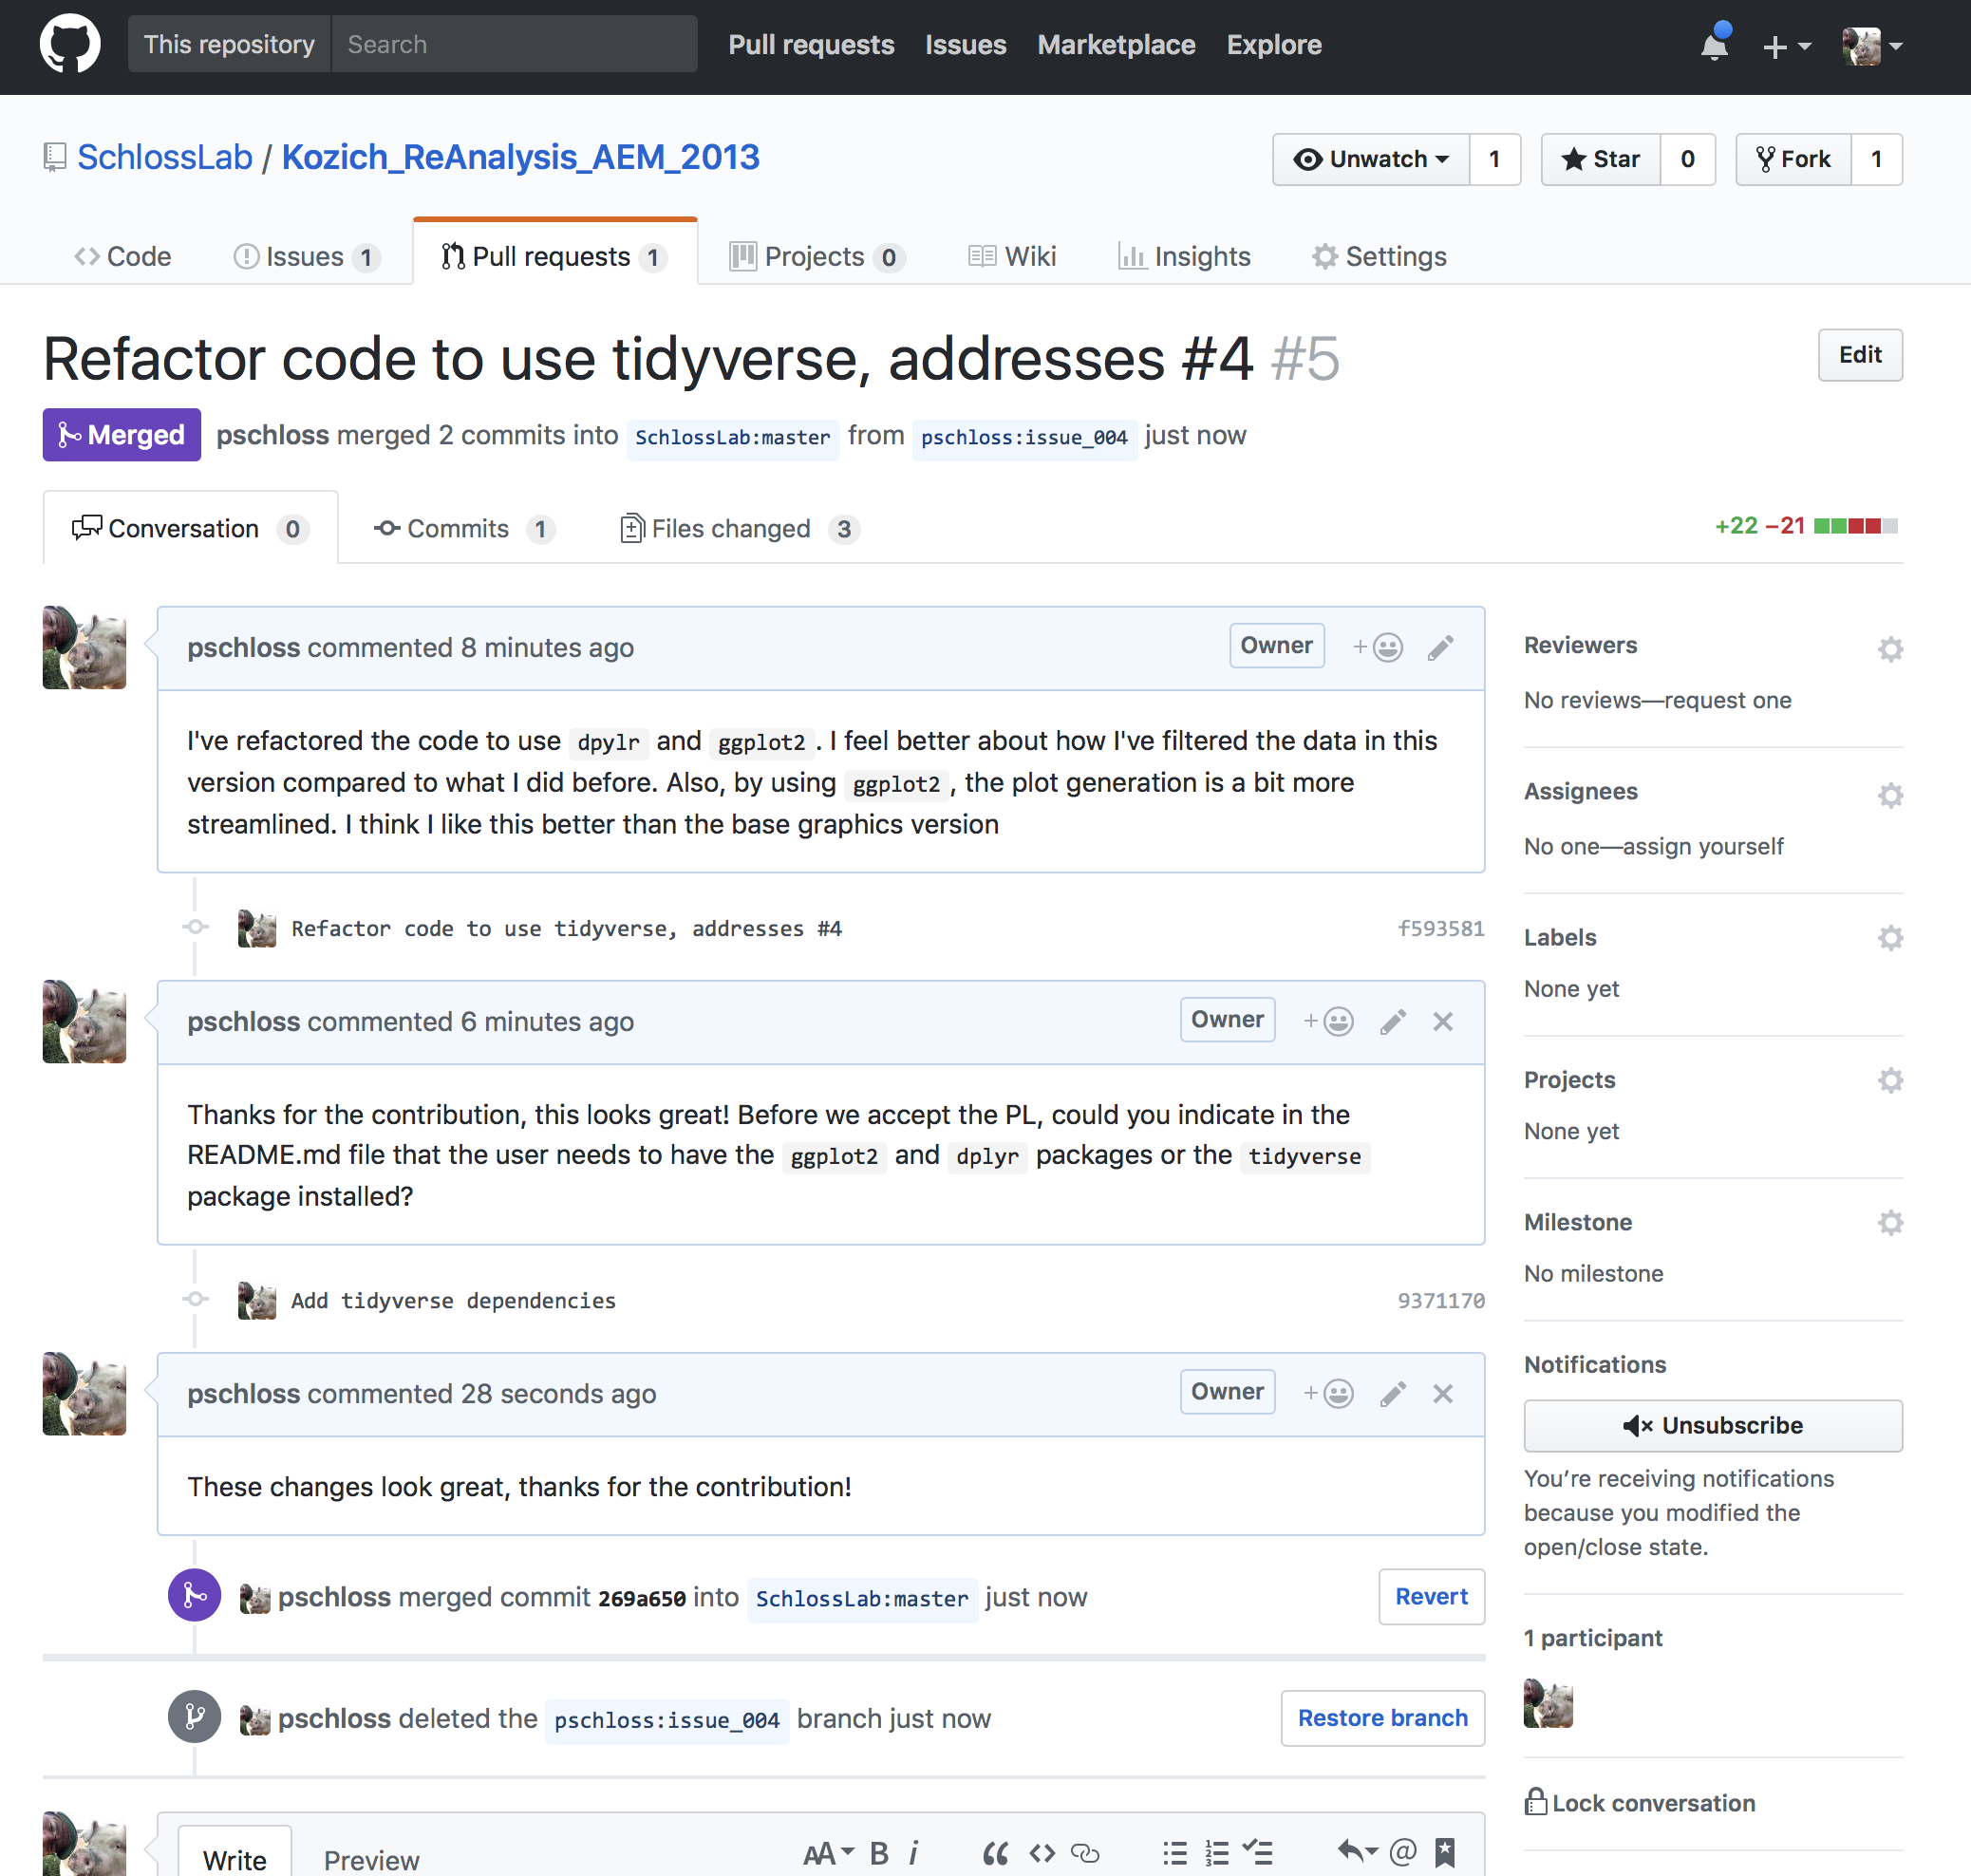 This repository Search Pull requests Issues Marketplace Explore
SchlossLab / Kozich_ReAnalysis_AEM_2013
Unwatch 1 Star 0 Fork 1
Code Issues 1 Pull requests 1 Projects 0 Wiki Insights Settings
Refactor code to use tidyverse, addresses #4 #5
Edit
Merged pschloss merged 2 commits into SchlossLab:master from pschloss:issue_004 just now
Conversation 0 Commits 1 Files changed 3
+22 −21
pschloss commented 8 minutes ago
Owner
I've refactored the code to use dpylr and ggplot2. I feel better about how I've filtered the data in this
version compared to what I did before. Also, by using ggplot2, the plot generation is a bit more
streamlined. I think I like this better than the base graphics version
Refactor code to use tidyverse, addresses #4
f593581
pschloss commented 6 minutes ago
Owner
Thanks for the contribution, this looks great! Before we accept the PL, could you indicate in the
README.md file that the user needs to have the ggplot2 and dplyr packages or the tidyverse
package installed?
Add tidyverse dependencies
9371170
pschloss commented 28 seconds ago
Owner
These changes look great, thanks for the contribution!
pschloss merged commit 269a650 into SchlossLab:master just now
Revert
pschloss deleted the pschloss:issue_004 branch just now
Restore branch
Write Preview
Reviewers
No reviews—request one
Assignees
No one—assign yourself
Labels
None yet
Projects
None yet
Milestone
No milestone
Notifications
Unsubscribe
You’re receiving notifications
because you modified the
open/close state.
1 participant
Lock conversation